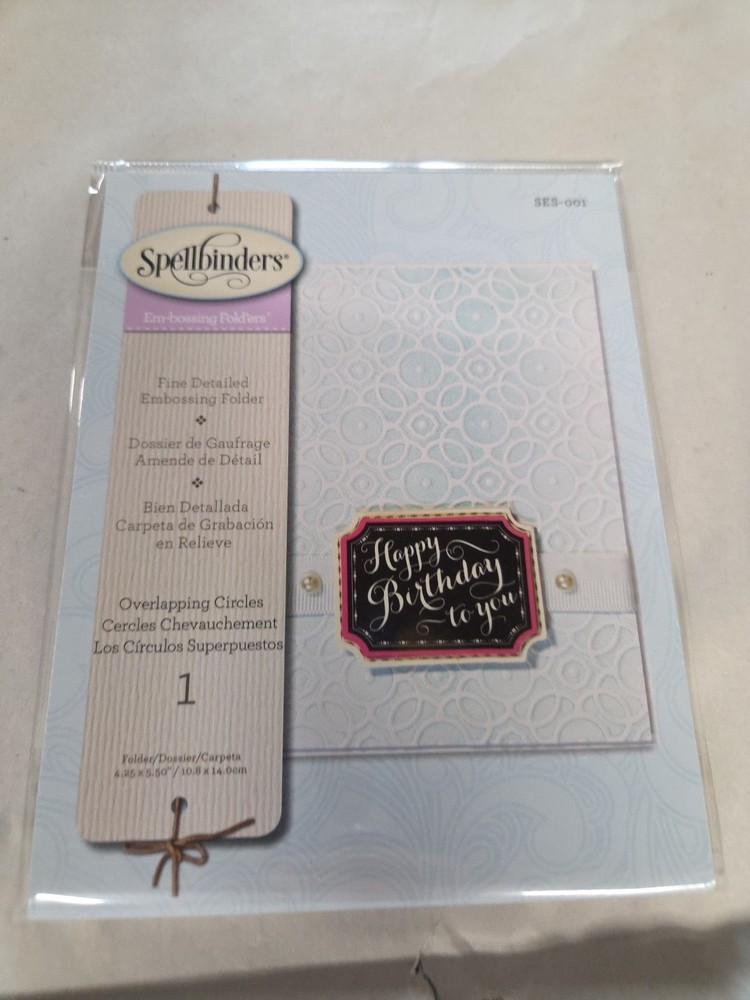 SES-001
Spellbinders®
Em-bossing Fold'ers™
Fine Detailed
Embossing Folder
Dossier de Gaufrage
Amende de Détail
Bien Detallada
Carpeta de Grabación
en Relieve
Overlapping Circles
Cercles Chevauchement
Los Círculos Superpuestos
1
Folder/Dossier/Carpeta
4.25 x 5.50" / 10.8 x 14.0cm
Happy
Birthday
to you